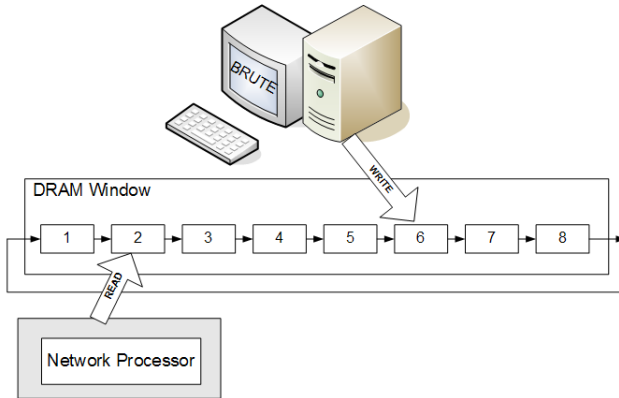 BRUTE
WRITE
DRAM Window
1 2 3 4 5 6 7 8
READ
Network Processor